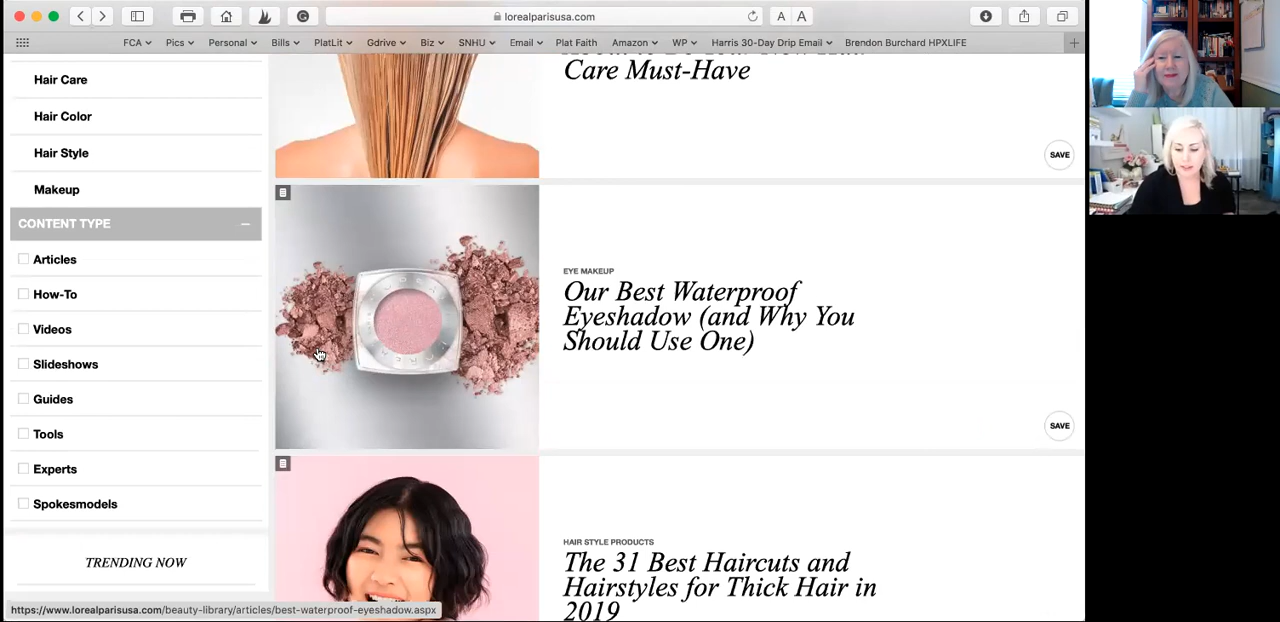 lorealparisusa.com
A A
FCA Pics Personal Bills PlatLit Gdrive Biz SNHU Email Plat Faith Amazon WP Harris 30-Day Drip Email Brendon Burchard HPXLIFE
Hair Care
Hair Color
Hair Style
Makeup
CONTENT TYPE
Articles
How-To
Videos
Slideshows
Guides
Tools
Experts
Spokesmodels
TRENDING NOW
https://www.lorealparisusa.com/beauty-library/articles/best-waterproof-eyeshadow.aspx
Care Must-Have
SAVE
EYE MAKEUP
Our Best Waterproof
Eyeshadow (and Why You
Should Use One)
SAVE
HAIR STYLE PRODUCTS
The 31 Best Haircuts and
Hairstyles for Thick Hair in
2019